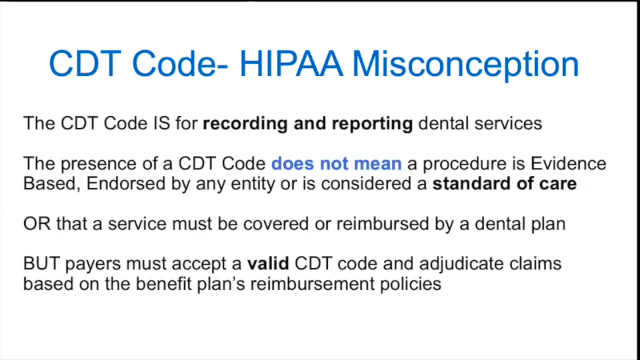 CDT Code- HIPAA Misconception
The CDT Code IS for recording and reporting dental services
The presence of a CDT Code does not mean a procedure is Evidence
Based, Endorsed by any entity or is considered a standard of care
OR that a service must be covered or reimbursed by a dental plan
BUT payers must accept a valid CDT code and adjudicate claims
based on the benefit plan's reimbursement policies